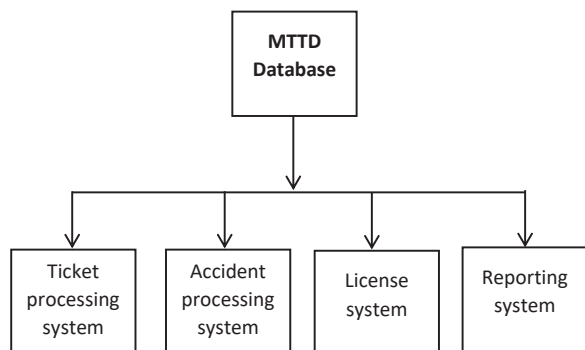 MTTD
Database
Ticket
processing
system
Accident
processing
system
License
system
Reporting
system